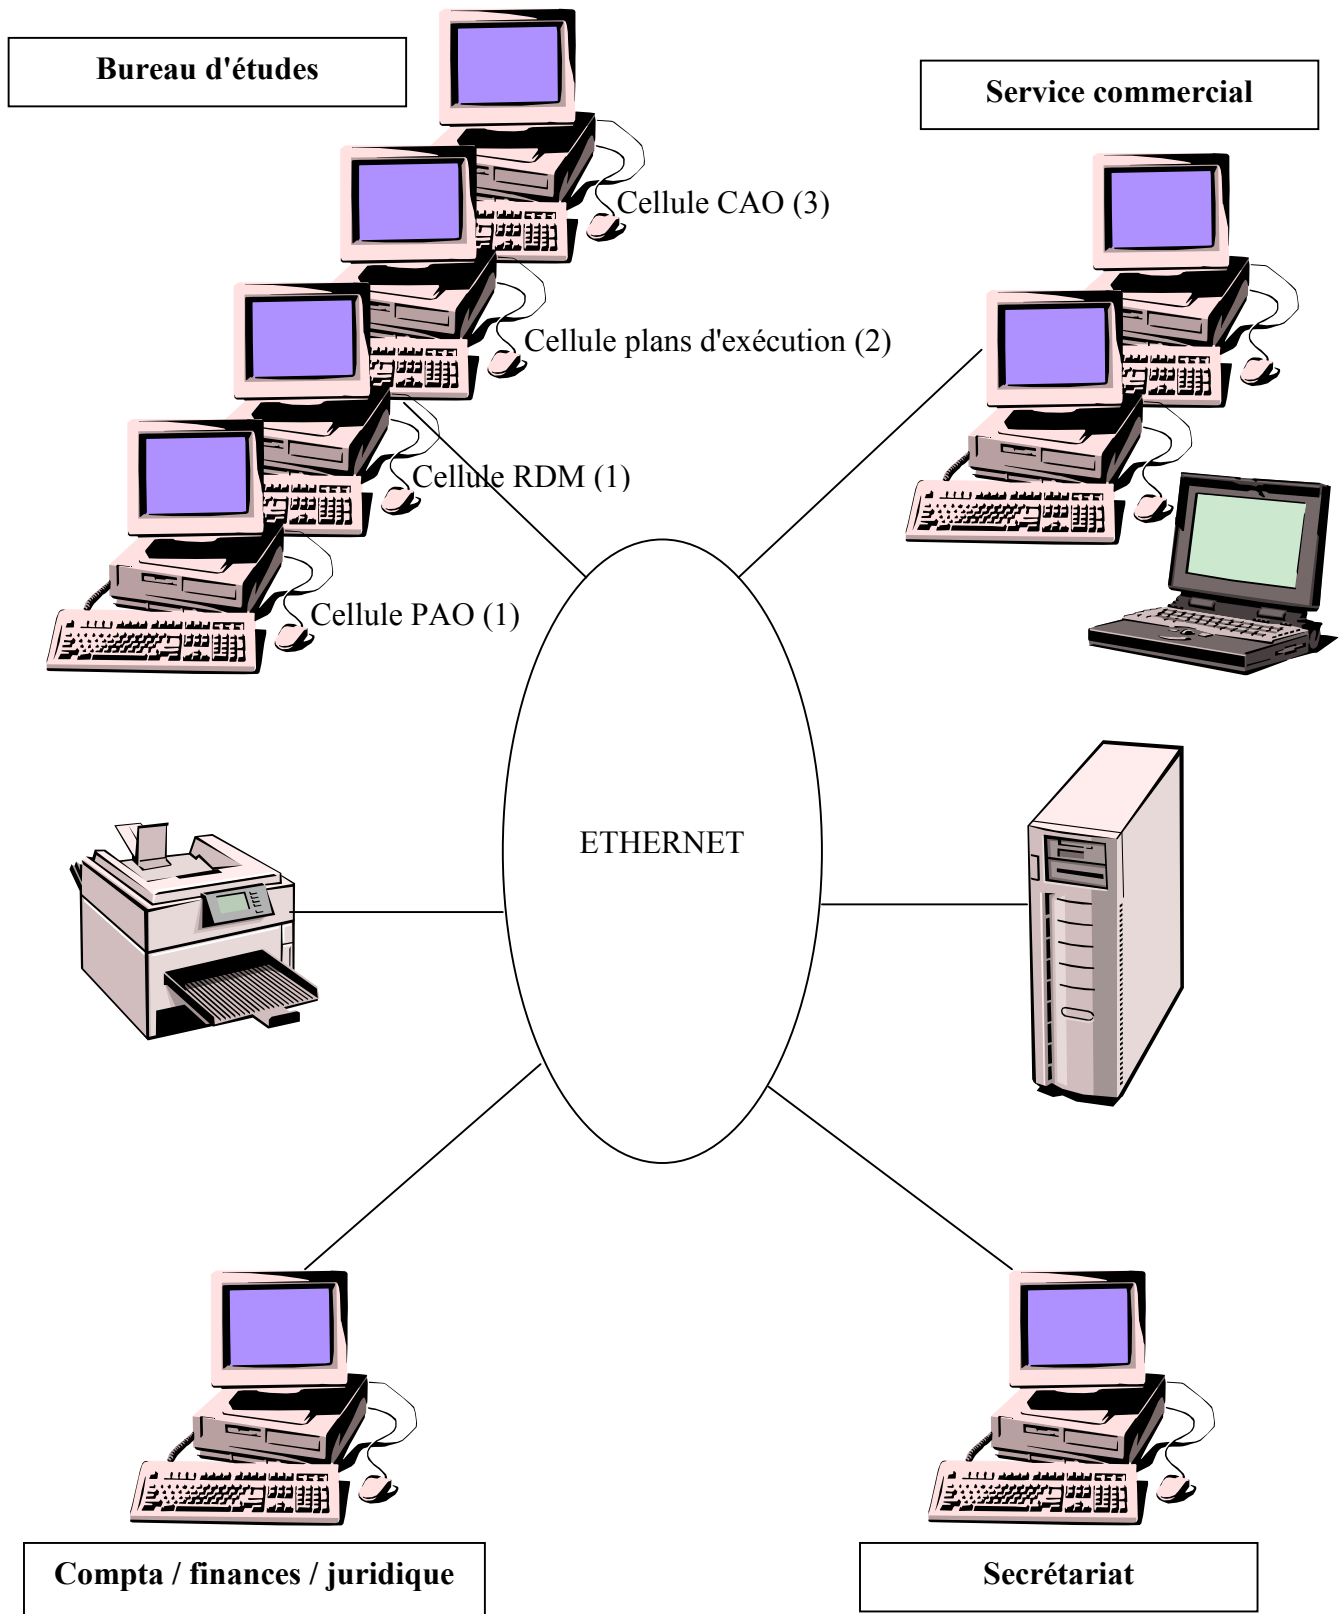 Bureau d'études
Service commercial
Cellule CAO (3)
Cellule plans d'exécution (2)
Cellule RDM (1)
Cellule PAO (1)
ETHERNET
Compta / finances / juridique
Secrétariat